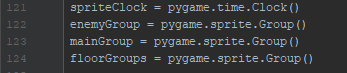 121 spriteClock = pygame.time.Clock()
122 enemyGroup = pygame.sprite.Group()
123 mainGroup = pygame.sprite.Group()
124 floorGroups = pygame.sprite.Group()